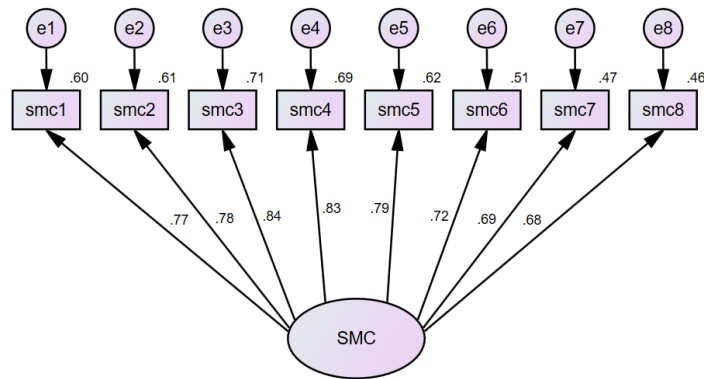 e1 e2 e3 e4 e5 e6 e7 e8
.60 .61 .71 .69 .62 .51 .47 .46
smc1 smc2 smc3 smc4 smc5 smc6 smc7 smc8
.77 .78 .84 .83 .79 .72 .69 .68
SMC